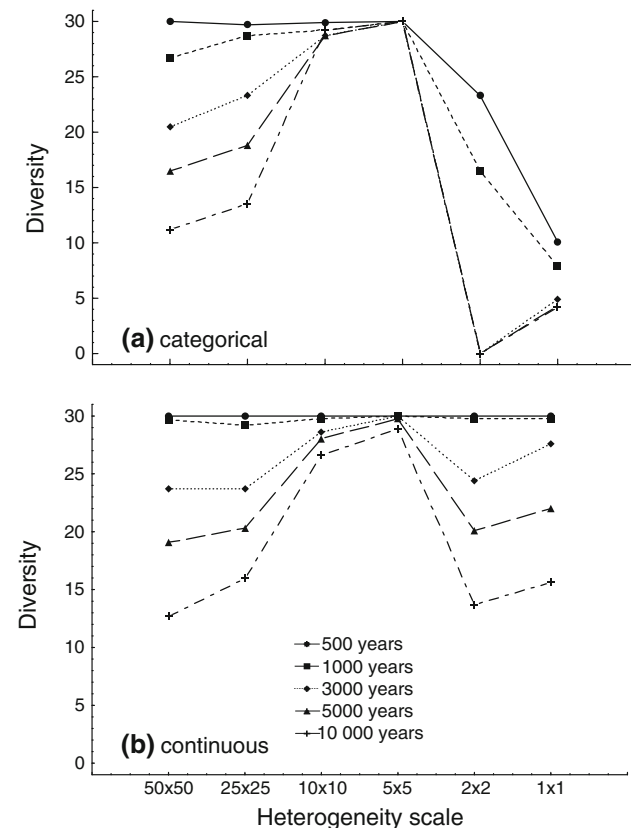 30
25
20
15
10
5
0
Diversity
(a) categorical
30
25
20
15
10
5
0
Diversity
500 years
1000 years
3000 years
5000 years
10 000 years
(b) continuous
50x50 25x25 10x10 5x5 2x2 1x1
Heterogeneity scale